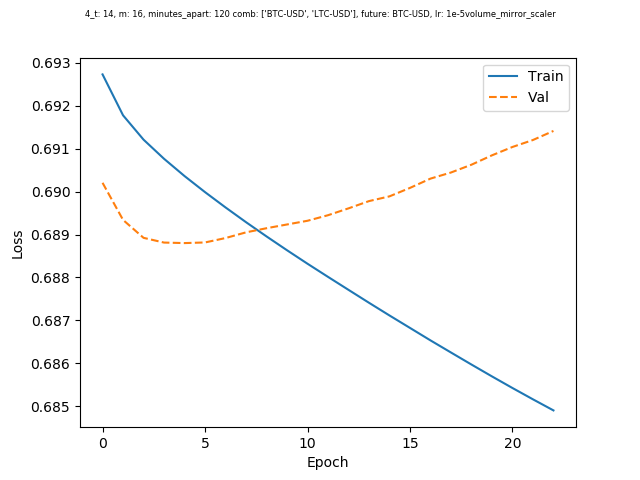 4_t: 14, m: 16, minutes_apart: 120 comb: ['BTC-USD', 'LTC-USD'], future: BTC-USD, lr: 1e-5volume_mirror_scaler
0.693
0.692
0.691
0.690
0.689
0.688
0.687
0.686
0.685
Loss
Train
Val
0 5 10 15 20
Epoch